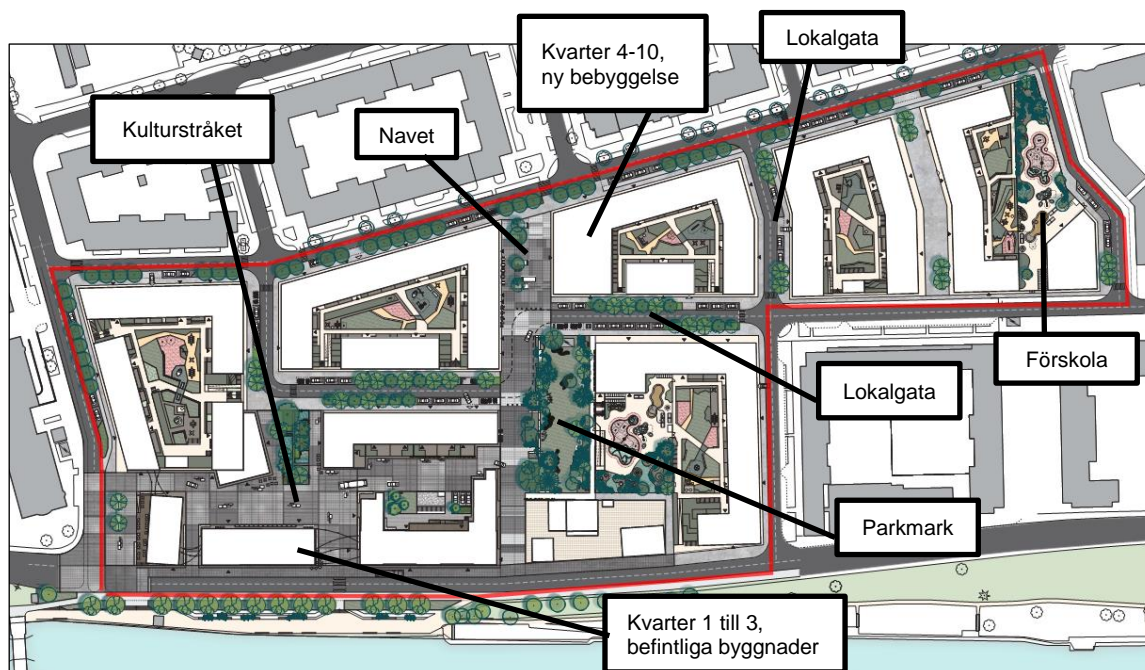 Kvarter 4-10,
ny bebyggelse
Lokalgata
Kulturstråket
Navet
Förskola
Lokalgata
Parkmark
Kvarter 1 till 3,
befintliga byggnader